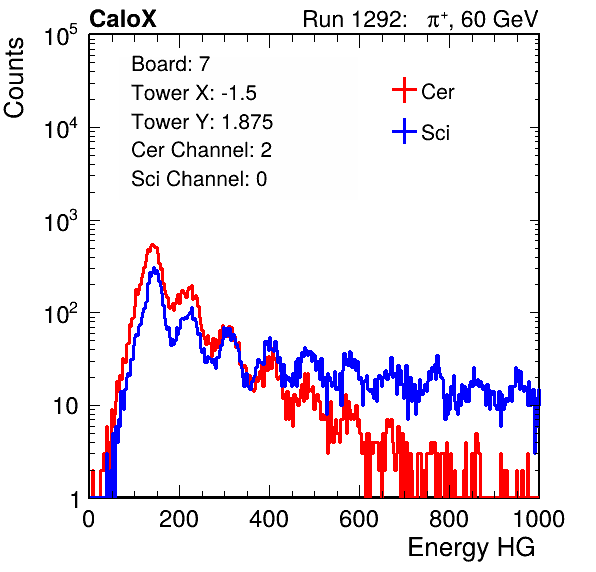 CaloX Run 1292: π⁺, 60 GeV
Counts
10⁵
10⁴
10³
10²
10
1
Board: 7
Tower X: -1.5
Tower Y: 1.875
Cer Channel: 2
Sci Channel: 0
Cer
Sci
0 200 400 600 800 1000
Energy HG